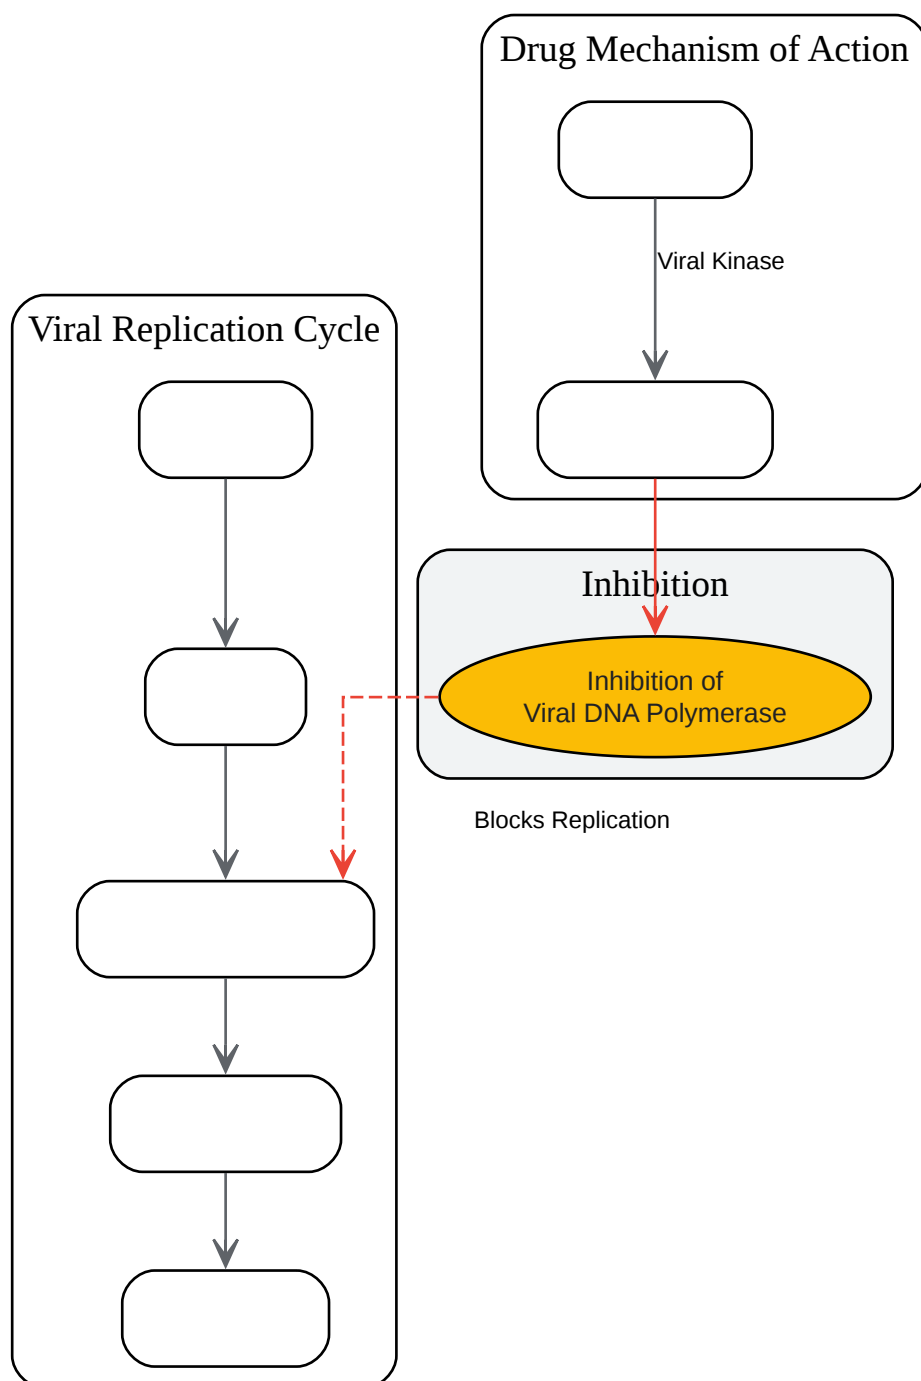 Drug Mechanism of Action
Viral Kinase
Viral Replication Cycle
Inhibition
Inhibition of
Viral DNA Polymerase
Blocks Replication